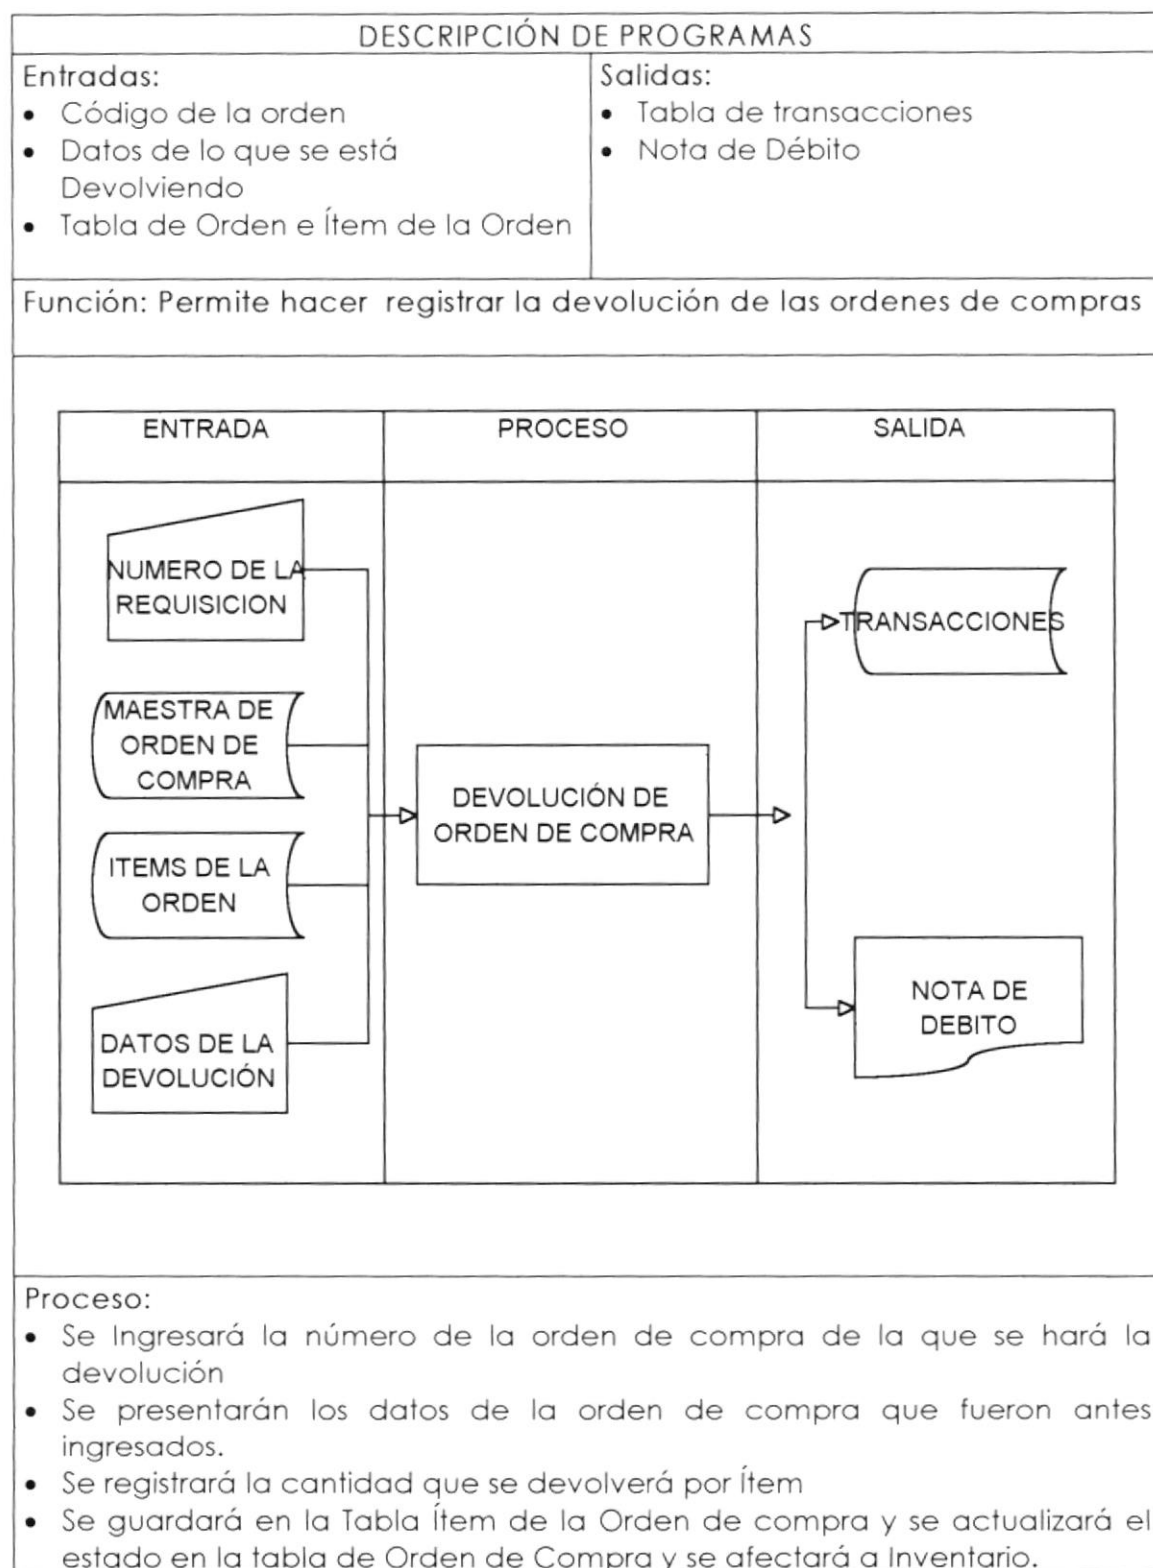 DESCRIPCIÓN DE PROGRAMAS
Entradas:
• Código de la orden
• Datos de lo que se está
Devolviendo
• Tabla de Orden e Ítem de la Orden
Salidas:
• Tabla de transacciones
• Nota de Débito
Función: Permite hacer registrar la devolución de las ordenes de compras
ENTRADA
PROCESO
SALIDA
NUMERO DE LA
REQUISICION
MAESTRA DE
ORDEN DE
COMPRA
ITEMS DE LA
ORDEN
DATOS DE LA
DEVOLUCIÓN
DEVOLUCIÓN DE
ORDEN DE COMPRA
TRANSACCIONES
NOTA DE
DEBITO
Proceso:
• Se Ingresará la número de la orden de compra de la que se hará la
devolución
• Se presentarán los datos de la orden de compra que fueron antes
ingresados.
• Se registrará la cantidad que se devolverá por Ítem
• Se guardará en la Tabla Ítem de la Orden de compra y se actualizará el
estado en la tabla de Orden de Compra y se afectará a Inventario.